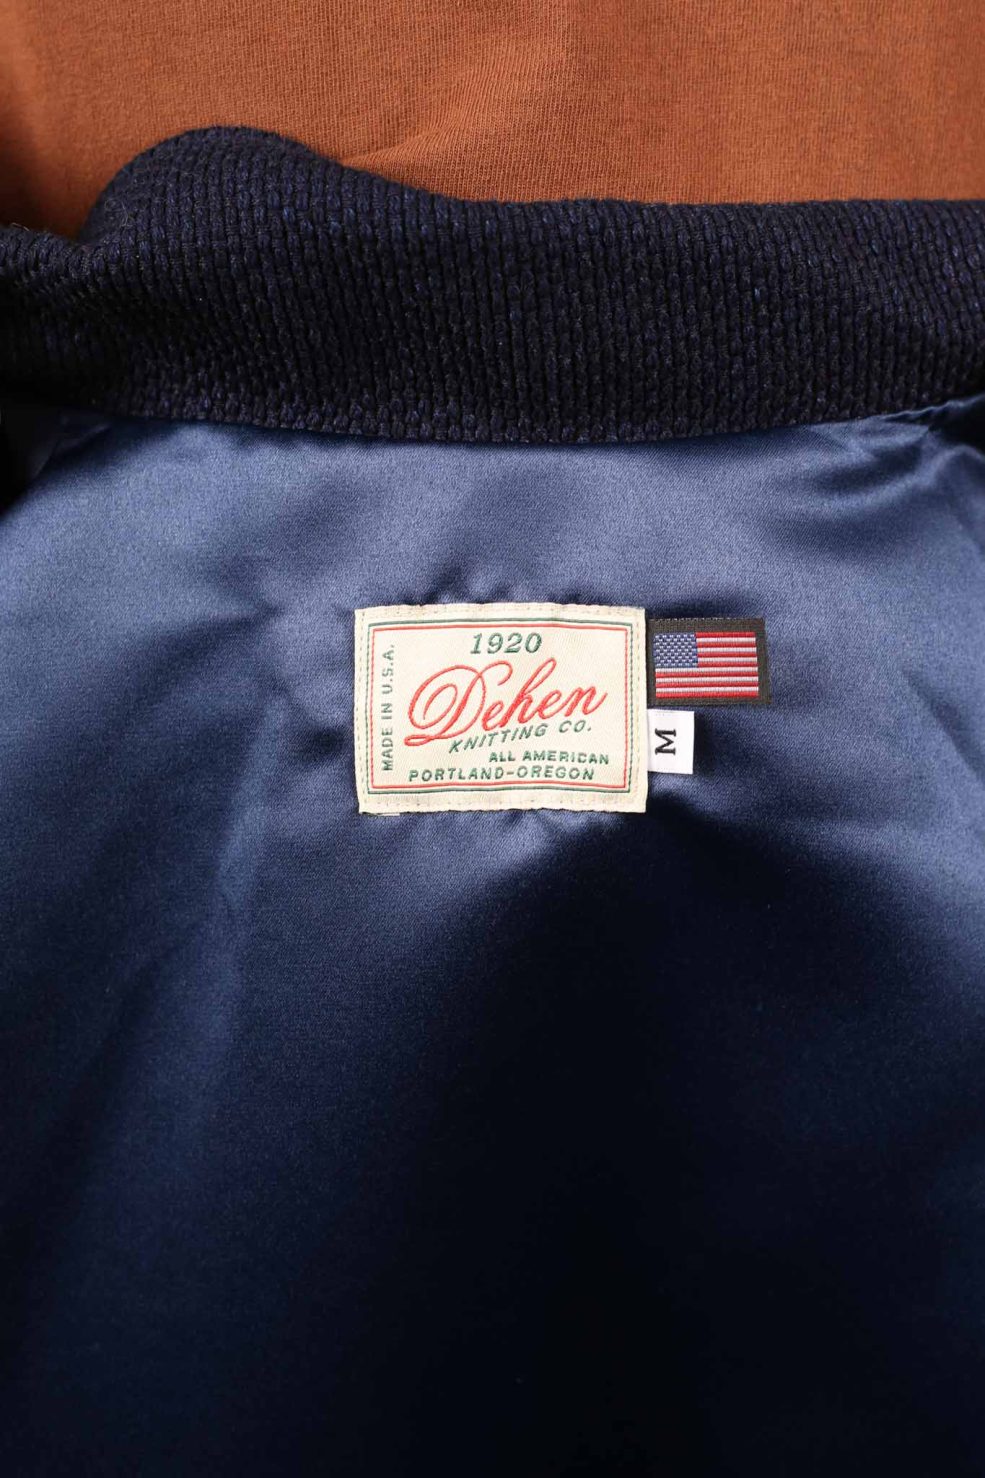 1920
Dehen
KNITTING CO.
ALL AMERICAN
PORTLAND-OREGON
MADE IN U.S.A.
M